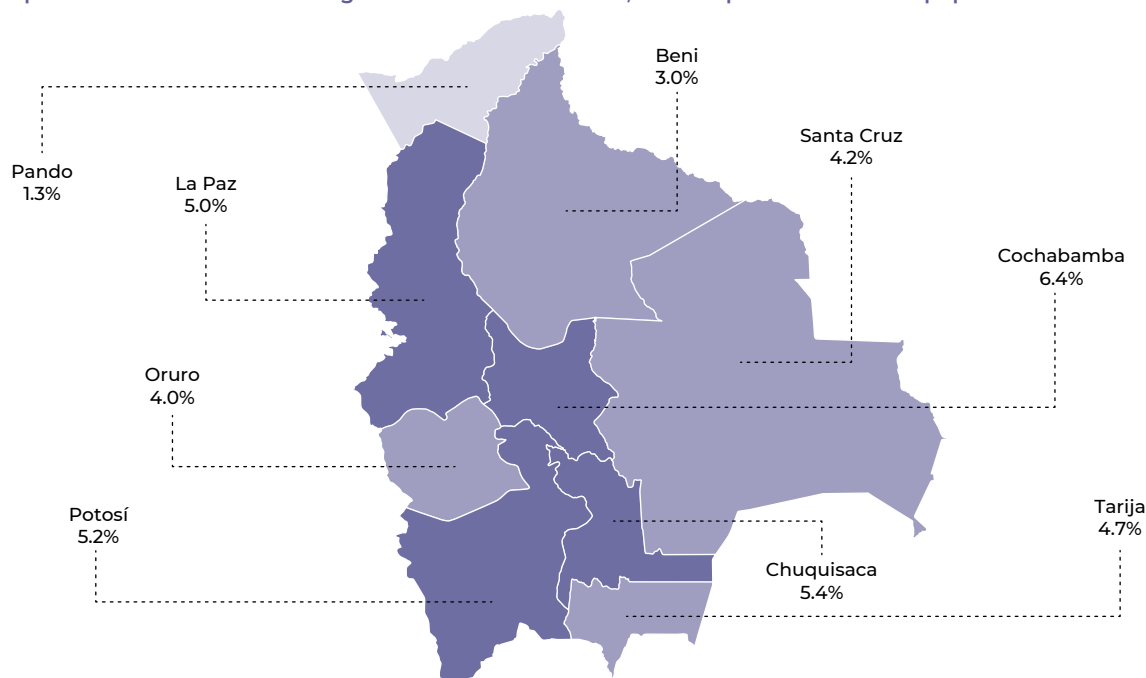 Beni
3.0%
Santa Cruz
4.2%
Pando
1.3%
La Paz
5.0%
Cochabamba
6.4%
Oruro
4.0%
Potosí
5.2%
Tarija
4.7%
Chuquisaca
5.4%